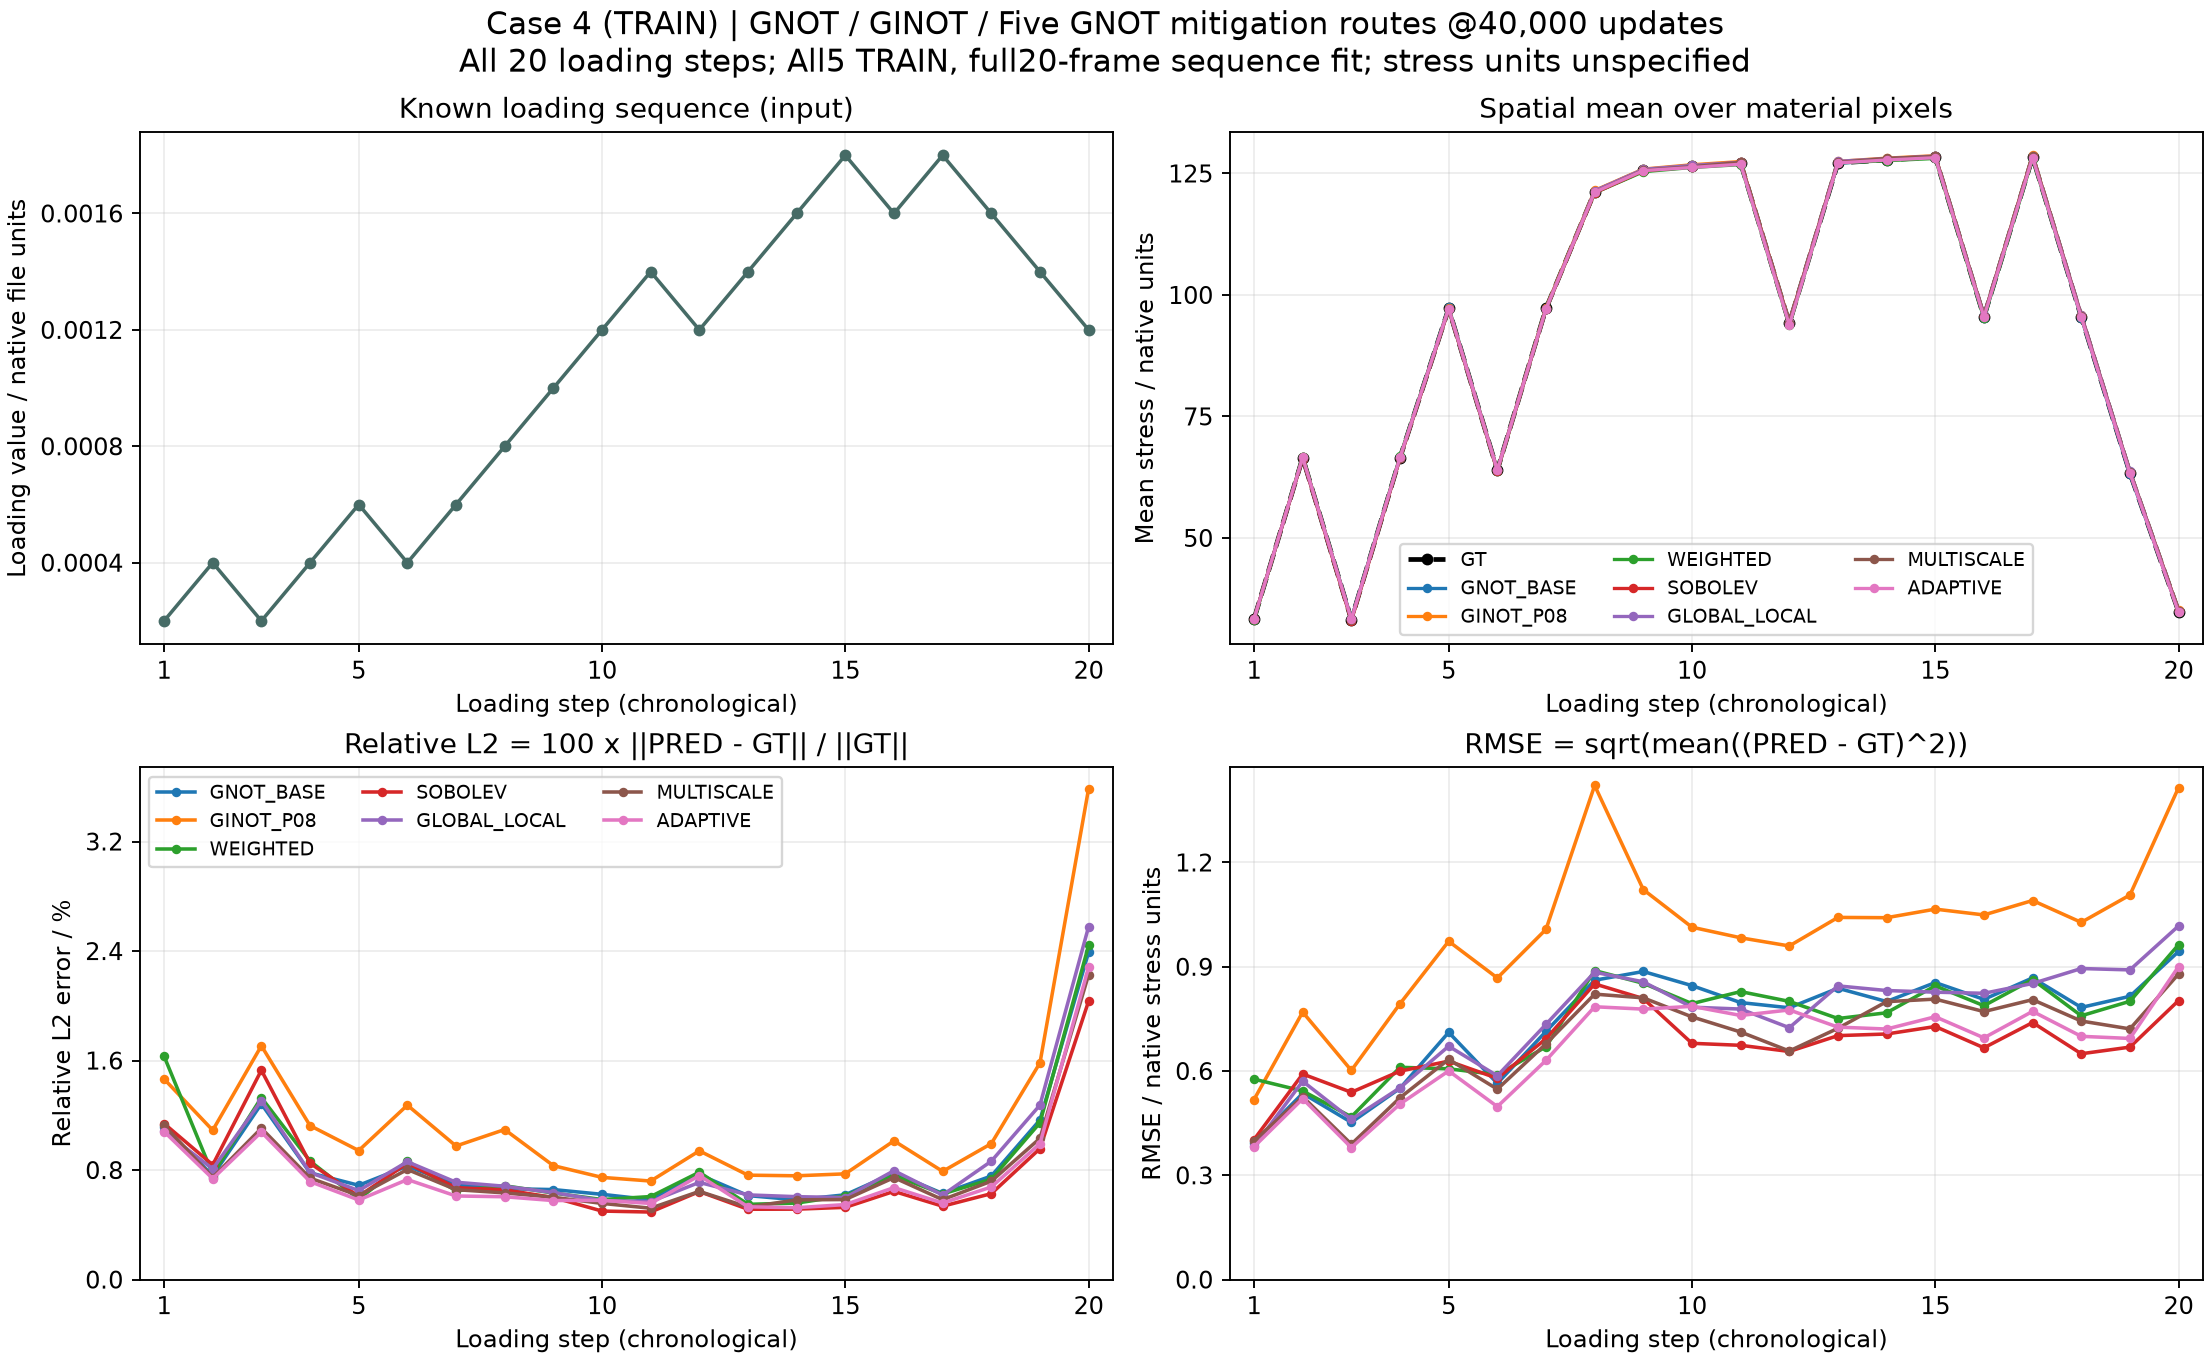 Case 4 (TRAIN) | GNOT / GINOT / Five GNOT mitigation routes @40,000 updates
All 20 loading steps; All5 TRAIN, full20-frame sequence fit; stress units unspecified
Known loading sequence (input)
Loading value / native file units
0.0016
0.0012
0.0008
0.0004
1 5 10 15 20
Loading step (chronological)
Spatial mean over material pixels
Mean stress / native units
125
100
75
50
GT WEIGHTED MULTISCALE
GNOT_BASE SOBOLEV ADAPTIVE
GINOT_P08 GLOBAL_LOCAL
1 5 10 15 20
Loading step (chronological)
Relative L2 = 100 x ||PRED - GT|| / ||GT||
Relative L2 error / %
GNOT_BASE SOBOLEV MULTISCALE
GINOT_P08 GLOBAL_LOCAL ADAPTIVE
WEIGHTED
3.2
2.4
1.6
0.8
0.0
1 5 10 15 20
Loading step (chronological)
RMSE = sqrt(mean((PRED - GT)^2))
RMSE / native stress units
1.2
0.9
0.6
0.3
0.0
1 5 10 15 20
Loading step (chronological)